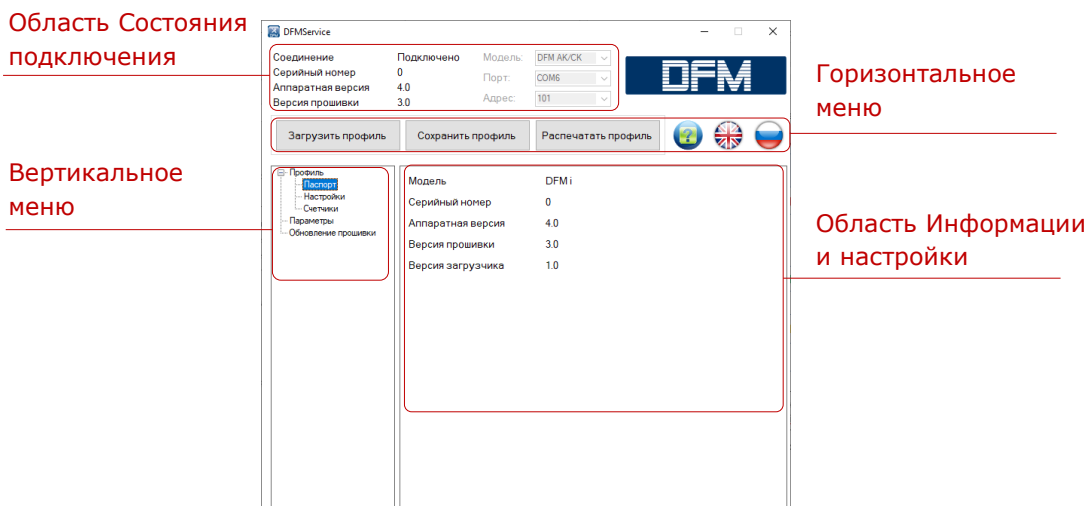 Область Состояния
подключения
DFMService
Соединение Подключено Модель: DFM AK/CK
Серийный номер 0 Порт: COM6
Аппаратная версия 4.0
Версия прошивки 3.0 Адрес: 101
DFM
Горизонтальное
меню
Загрузить профиль Сохранить профиль Распечатать профиль ?
Вертикальное
меню
Профиль
Паспорт
Настройки
Счетчики
Параметры
Обновление прошивки
Модель DFM i
Серийный номер 0
Аппаратная версия 4.0
Версия прошивки 3.0
Версия загрузчика 1.0
Область Информации
и настройки